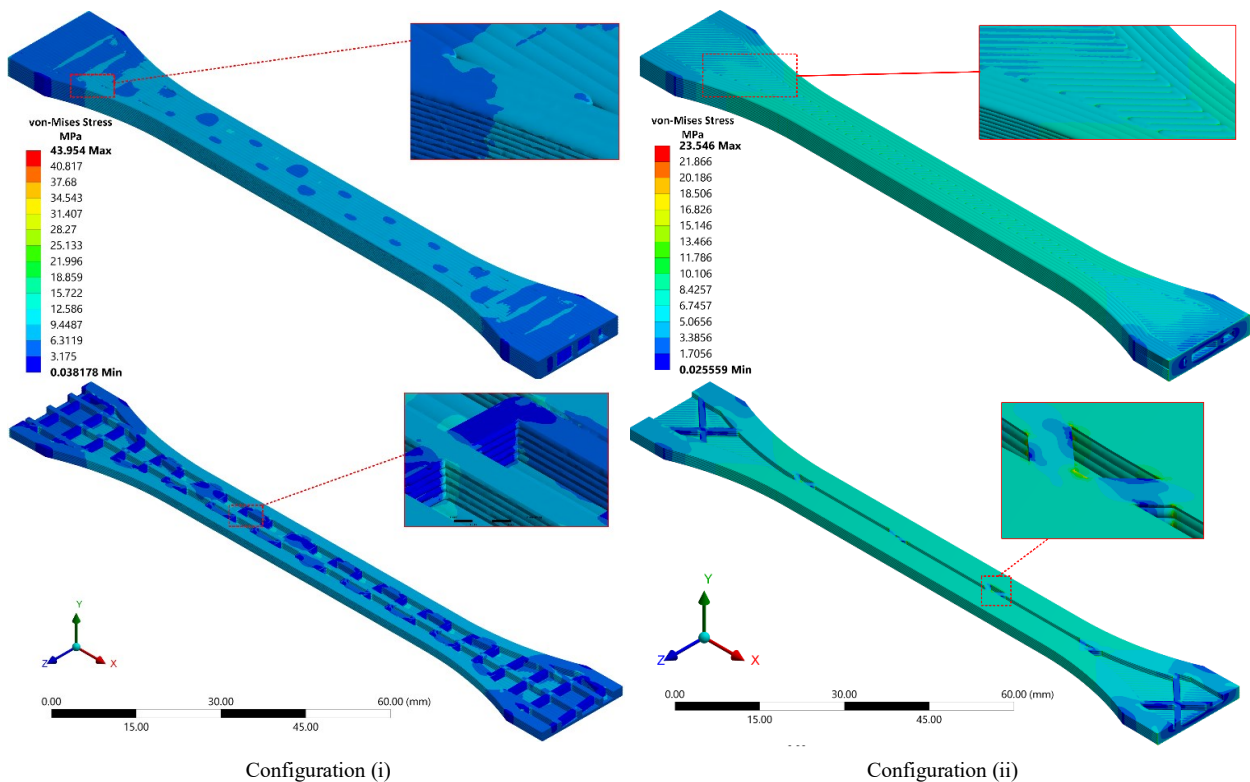 von-Mises Stress
MPa
43.954 Max
40.817
37.68
34.543
31.407
28.27
25.133
21.996
18.859
15.722
12.586
9.4487
6.3119
3.175
0.038178 Min
von-Mises Stress
MPa
23.546 Max
21.866
20.186
18.506
16.826
15.146
13.466
11.786
10.106
8.4257
6.7457
5.0656
3.3856
1.7056
0.025559 Min
Y
Z
X
0.00
30.00
60.00 (mm)
15.00
45.00
Y
Z
X
0.00
30.00
60.00 (mm)
15.00
45.00
Configuration (i)
Configuration (ii)